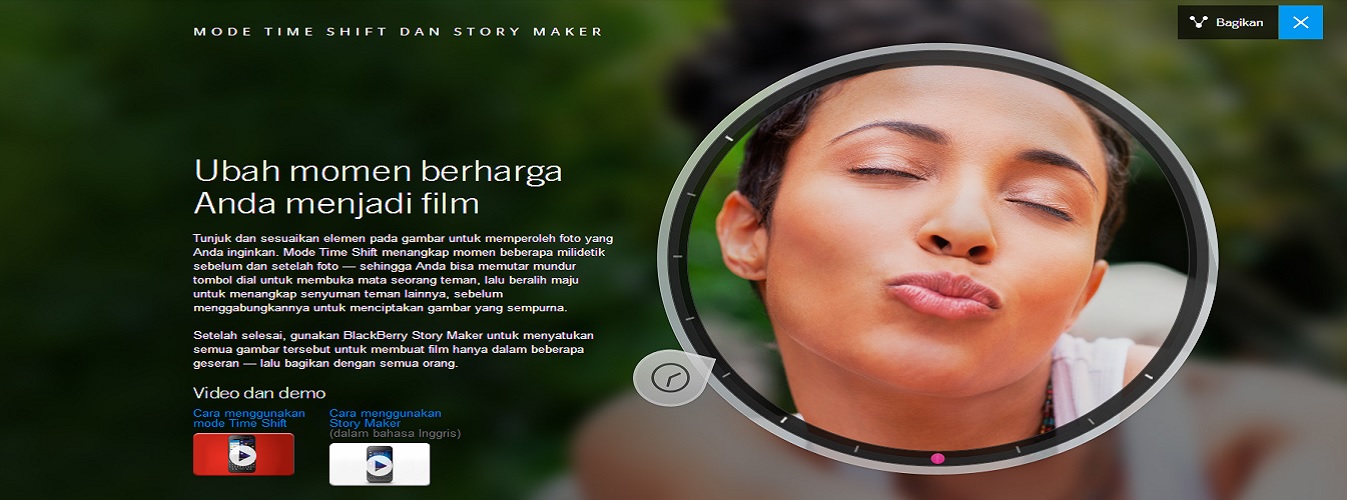 MODE TIME SHIFT DAN STORY MAKER
Bagikan
Ubah momen berharga
Anda menjadi film
Tunjuk dan sesuaikan elemen pada gambar untuk memperoleh foto yang
Anda inginkan. Mode Time Shift menangkap momen beberapa milidetik
sebelum dan setelah foto — sehingga Anda bisa memutar mundur
tombol dial untuk membuka mata seorang teman, lalu beralih maju
untuk menangkap senyuman teman lainnya, sebelum
menggabungkannya untuk menciptakan gambar yang sempurna.
Setelah selesai, gunakan BlackBerry Story Maker untuk menyatukan
semua gambar tersebut untuk membuat film hanya dalam beberapa
geseran — lalu bagikan dengan semua orang.
Video dan demo
Cara menggunakan
mode Time Shift
Cara menggunakan
Story Maker
(dalam bahasa Inggris)